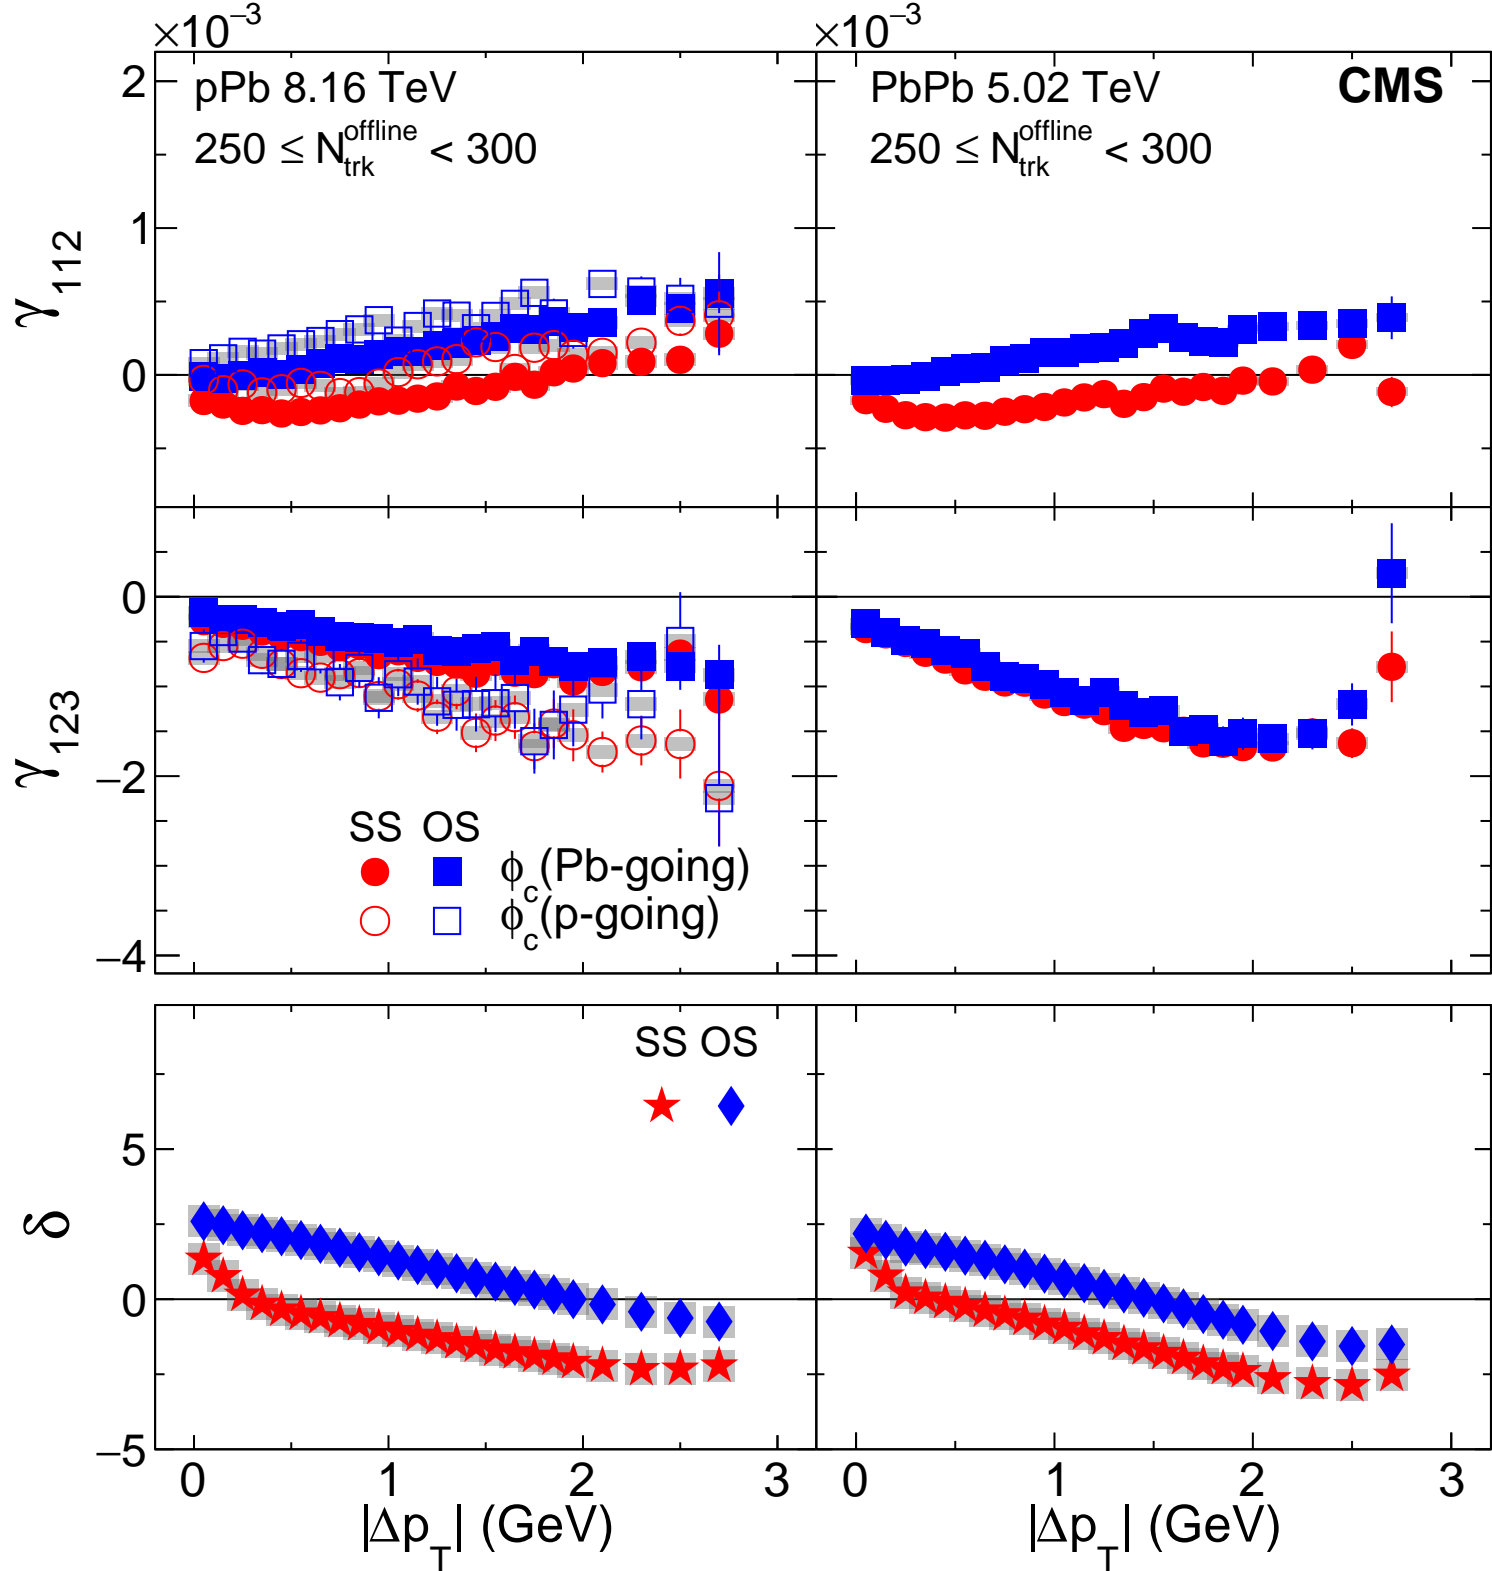 ×10⁻³ ×10⁻³
pPb 8.16 TeV PbPb 5.02 TeV CMS
250 ≤ N_trk^offline < 300 250 ≤ N_trk^offline < 300
2
1
0
γ_112
0
−2
−4
γ_123
SS OS
ϕ_c(Pb-going)
ϕ_c(p-going)
SS OS
5
0
−5
δ
0 1 2 3 0 1 2 3
|Δp_T| (GeV) |Δp_T| (GeV)